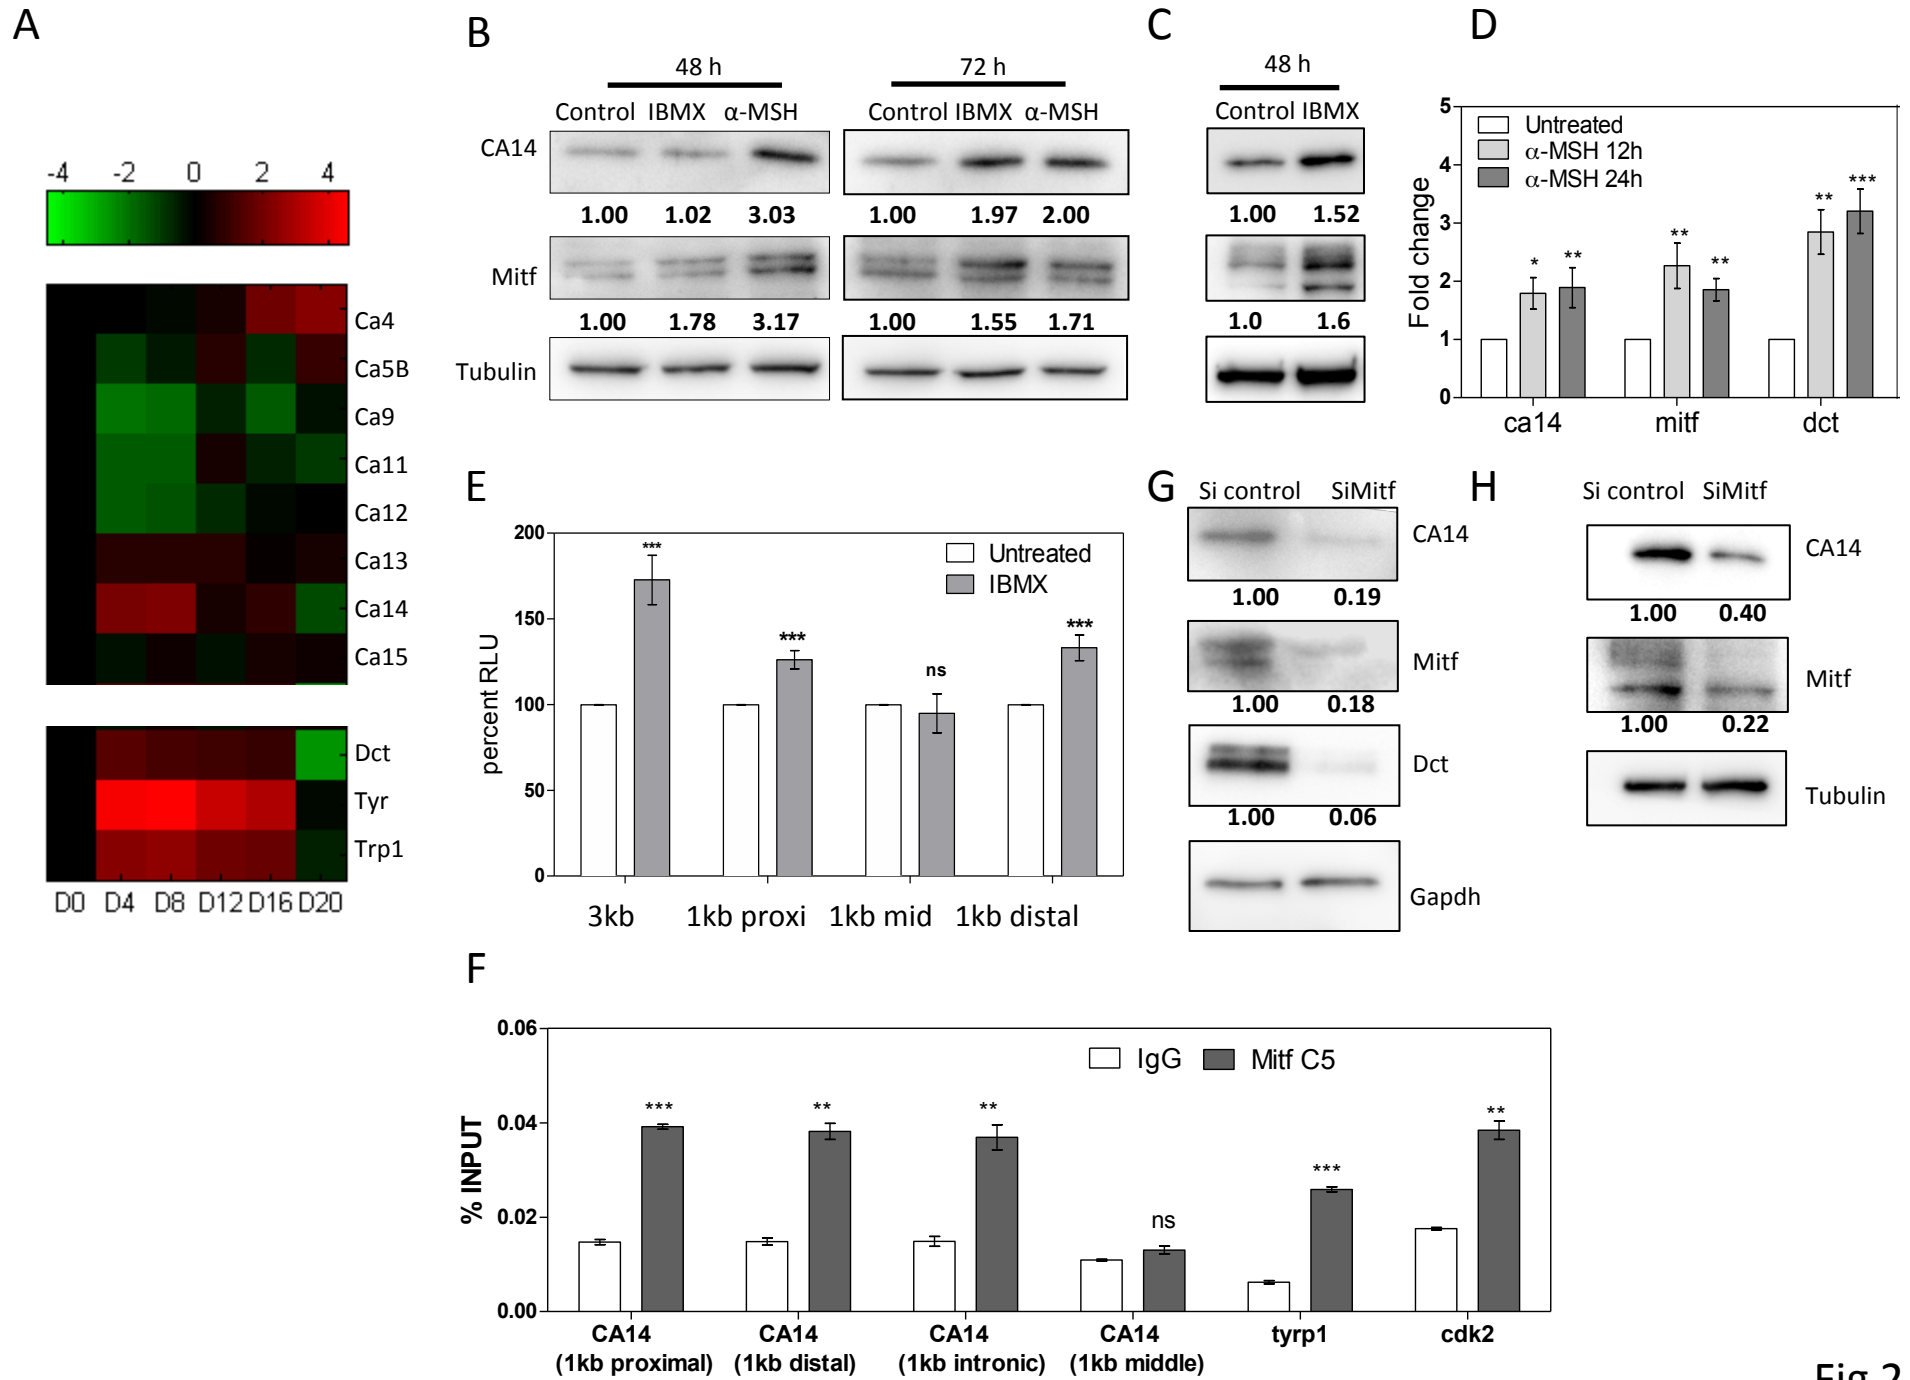 A
-4 -2 0 2 4
Ca4
Ca5B
Ca9
Ca11
Ca12
Ca13
Ca14
Ca15
Dct
Tyr
Trp1
D0 D4 D8 D12 D16 D20
B
48 h 72 h
Control IBMX α-MSH Control IBMX α-MSH
CA14
1.00 1.02 3.03 1.00 1.97 2.00
Mitf
1.00 1.78 3.17 1.00 1.55 1.71
Tubulin
C
48 h
Control IBMX
1.00 1.52
1.0 1.6
D
Fold change
5
4
3
2
1
0
Untreated
α-MSH 12h
α-MSH 24h
* ** ** ** ** ***
ca14 mitf dct
E
percent RLU
200
150
100
50
0
Untreated
IBMX
*** *** ns ***
3kb 1kb proxi 1kb mid 1kb distal
G
Si control SiMitf
CA14
1.00 0.19
Mitf
1.00 0.18
Dct
1.00 0.06
Gapdh
H
Si control SiMitf
CA14
1.00 0.40
Mitf
1.00 0.22
Tubulin
F
% INPUT
0.06
0.04
0.02
0.00
IgG Mitf C5
*** ** ** ns *** **
CA14 CA14 CA14 CA14 tyrp1 cdk2
(1kb proximal) (1kb distal) (1kb intronic) (1kb middle)
Fig 2